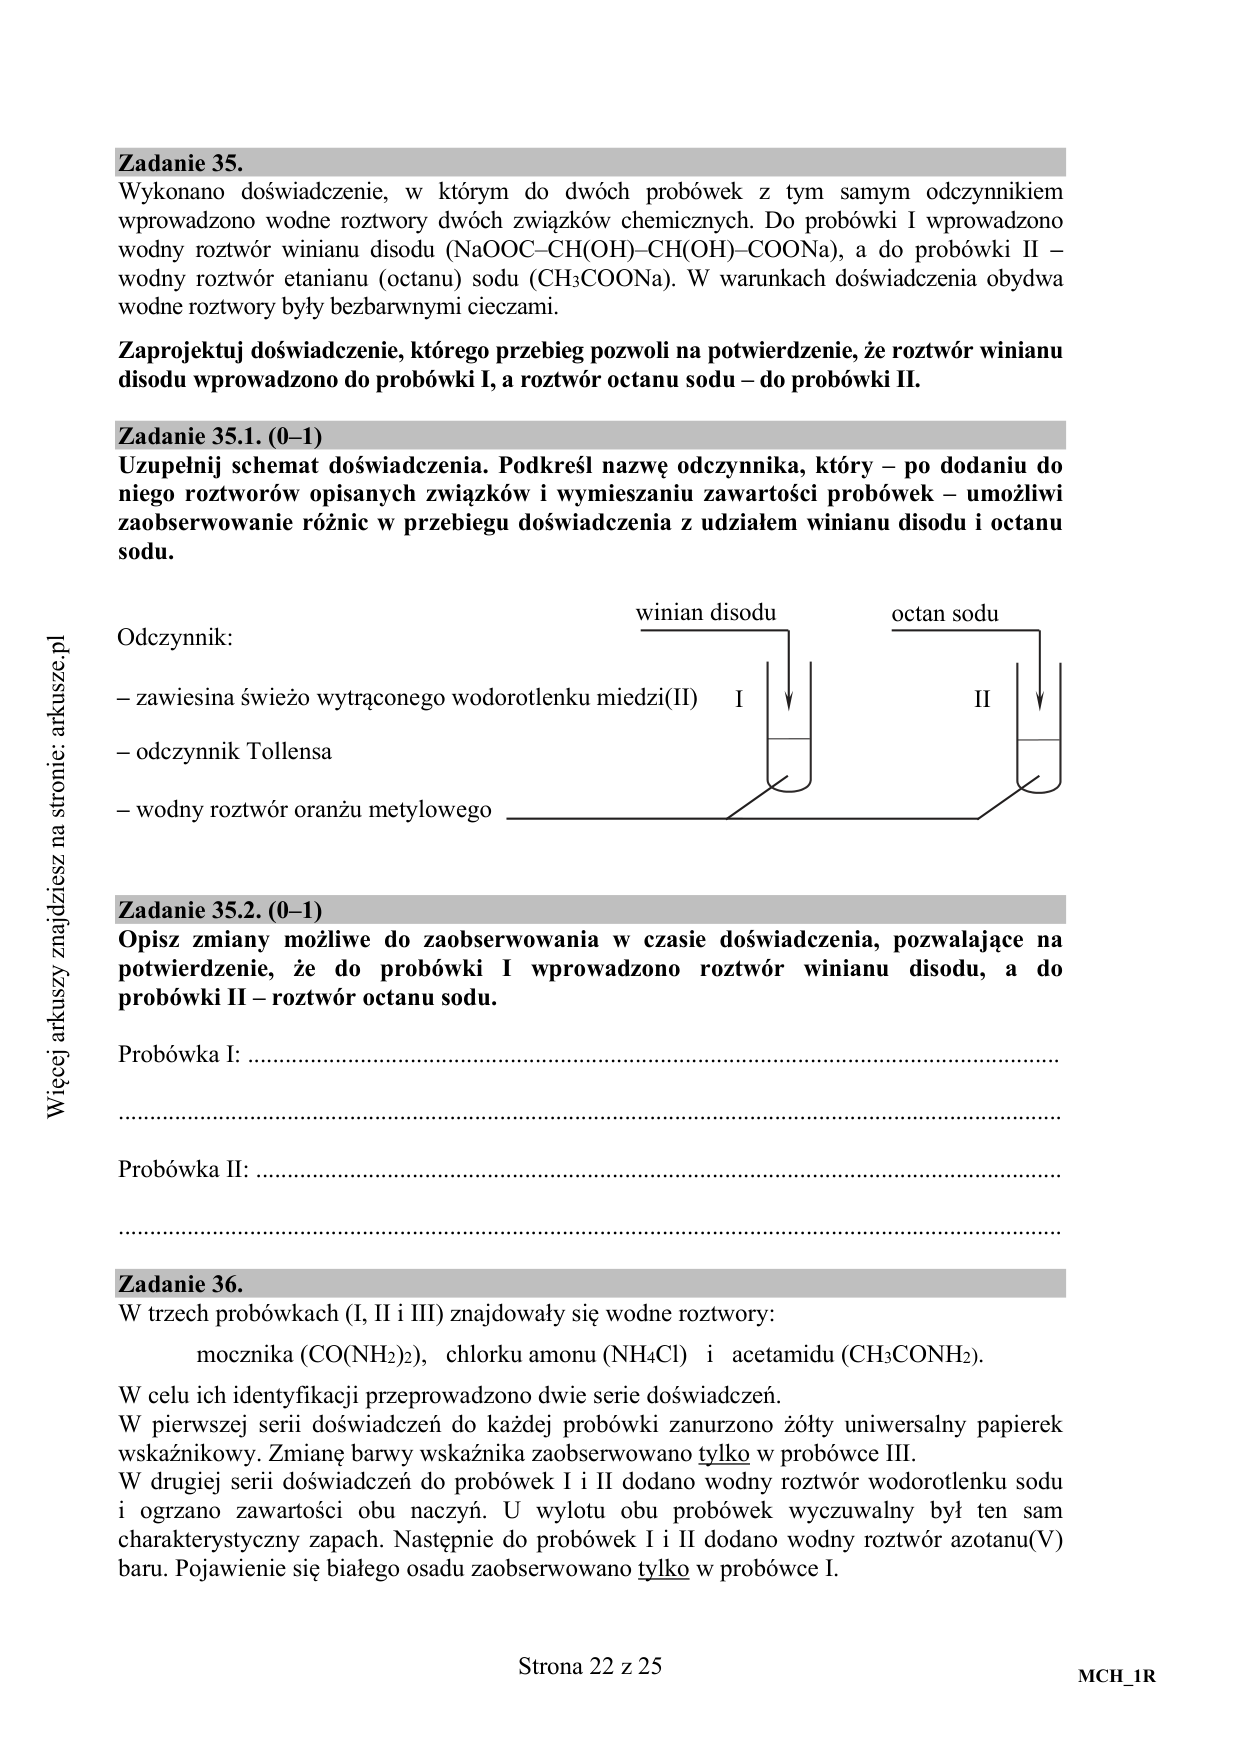 Zadanie 35.
Wykonano doświadczenie, w którym do dwóch probówek z tym samym odczynnikiem
wprowadzono wodne roztwory dwóch związków chemicznych. Do probówki I wprowadzono
wodny roztwór winianu disodu (NaOOC–CH(OH)–CH(OH)–COONa), a do probówki II –
wodny roztwór etanianu (octanu) sodu (CH3COONa). W warunkach doświadczenia obydwa
wodne roztwory były bezbarwnymi cieczami.
Zaprojektuj doświadczenie, którego przebieg pozwoli na potwierdzenie, że roztwór winianu
disodu wprowadzono do probówki I, a roztwór octanu sodu – do probówki II.
Zadanie 35.1. (0–1)
Uzupełnij schemat doświadczenia. Podkreśl nazwę odczynnika, który – po dodaniu do
niego roztworów opisanych związków i wymieszaniu zawartości probówek – umożliwi
zaobserwowanie różnic w przebiegu doświadczenia z udziałem winianu disodu i octanu
sodu.
winian disodu octan sodu
Odczynnik:
– zawiesina świeżo wytrąconego wodorotlenku miedzi(II) I II
– odczynnik Tollensa
– wodny roztwór oranżu metylowego
Zadanie 35.2. (0–1)
Opisz zmiany możliwe do zaobserwowania w czasie doświadczenia, pozwalające na
potwierdzenie, że do probówki I wprowadzono roztwór winianu disodu, a do
probówki II – roztwór octanu sodu.
Probówka I: ..................................................................................................................................
.......................................................................................................................................................
Probówka II: .................................................................................................................................
.......................................................................................................................................................
Zadanie 36.
W trzech probówkach (I, II i III) znajdowały się wodne roztwory:
mocznika (CO(NH2)2), chlorku amonu (NH4Cl) i acetamidu (CH3CONH2).
W celu ich identyfikacji przeprowadzono dwie serie doświadczeń.
W pierwszej serii doświadczeń do każdej probówki zanurzono żółty uniwersalny papierek
wskaźnikowy. Zmianę barwy wskaźnika zaobserwowano tylko w probówce III.
W drugiej serii doświadczeń do probówek I i II dodano wodny roztwór wodorotlenku sodu
i ogrzano zawartości obu naczyń. U wylotu obu probówek wyczuwalny był ten sam
charakterystyczny zapach. Następnie do probówek I i II dodano wodny roztwór azotanu(V)
baru. Pojawienie się białego osadu zaobserwowano tylko w probówce I.
Strona 22 z 25
MCH_1R
Więcej arkuszy znajdziesz na stronie: arkusze.pl